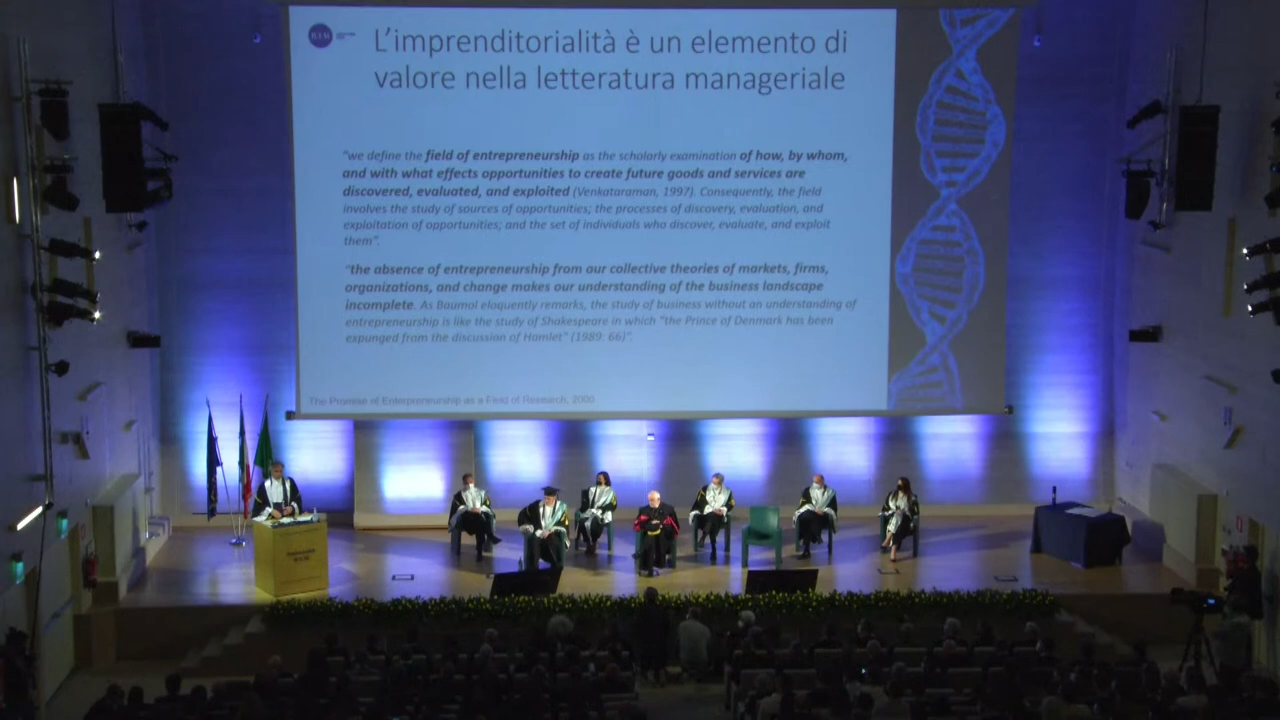 L'imprenditorialità è un elemento di
valore nella letteratura manageriale
"we define the field of entrepreneurship as the scholarly examination of how, by whom,
and with what effects opportunities to create future goods and services are
discovered, evaluated, and exploited (Venkataraman, 1997). Consequently, the field
involves the study of sources of opportunities; the processes of discovery, evaluation, and
exploitation of opportunities; and the set of individuals who discover, evaluate, and exploit
them".
"the absence of entrepreneurship from our collective theories of markets, firms,
organizations, and change makes our understanding of the business landscape
incomplete. As Baumol eloquently remarks, the study of business without an understanding of
entrepreneurship is like the study of Shakespeare in which "the Prince of Denmark has been
expunged from the discussion of Hamlet" (1989: 66)".
The Promise of Enterpreneurship as a Field of Research, 2000